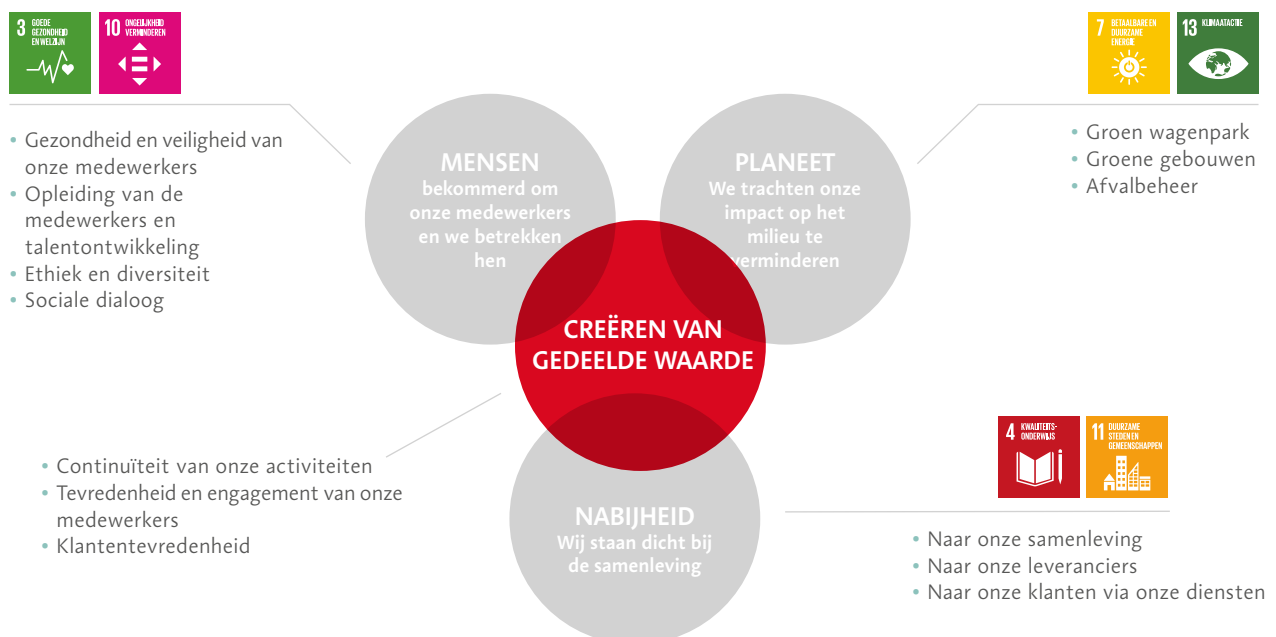 3 GOEDE
GEZONDHEID
EN WELZIJN
10 ONGELIJKHEID
VERMINDEREN
• Gezondheid en veiligheid van
onze medewerkers
• Opleiding van de
medewerkers en
talentontwikkeling
• Ethiek en diversiteit
• Sociale dialoog
MENSEN
bekommerd om
onze medewerkers
en we betrekken
hen
PLANEET
We trachten onze
impact op het
milieu te
verminderen
7 BETAALBARE EN
DUURZAME
ENERGIE
13 KLIMAATACTIE
• Groen wagenpark
• Groene gebouwen
• Afvalbeheer
CREËREN VAN
GEDEELDE WAARDE
• Continuïteit van onze activiteiten
• Tevredenheid en engagement van onze
medewerkers
• Klantentevredenheid
NABIJHEID
Wij staan dicht bij
de samenleving
4 KWALITEITS-
ONDERWIJS
11 DUURZAME
STEDEN EN
GEMEENSCHAPPEN
• Naar onze samenleving
• Naar onze leveranciers
• Naar onze klanten via onze diensten